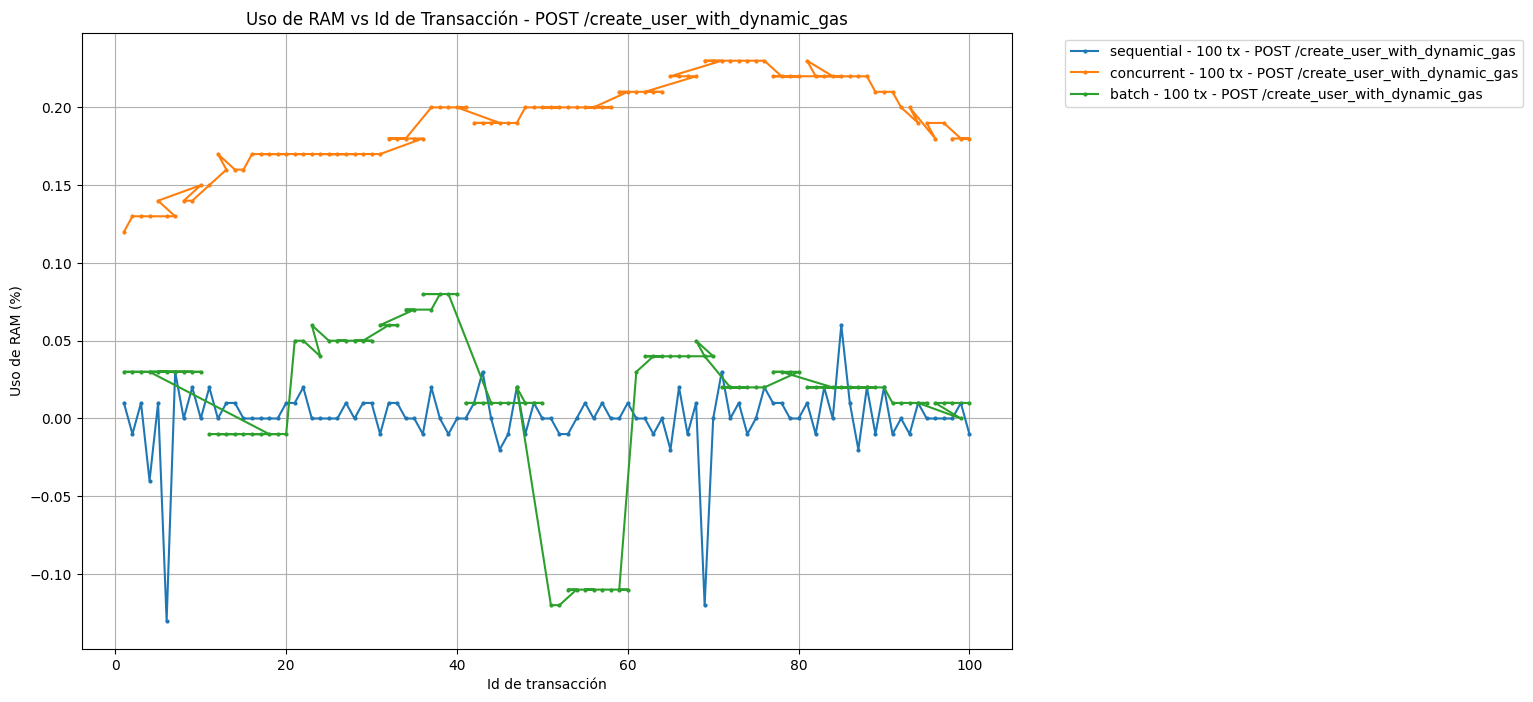 Uso de RAM vs Id de Transacción - POST /create_user_with_dynamic_gas
sequential - 100 tx - POST /create_user_with_dynamic_gas
concurrent - 100 tx - POST /create_user_with_dynamic_gas
batch - 100 tx - POST /create_user_with_dynamic_gas
Uso de RAM (%)
0.20
0.15
0.10
0.05
0.00
−0.05
−0.10
0
20
40
60
80
100
Id de transacción